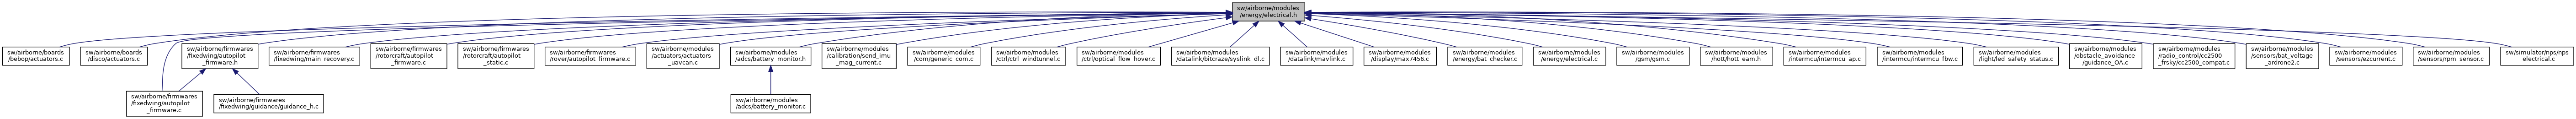 sw/airborne/modules
/energy/electrical.h
sw/airborne/boards
/bebop/actuators.c
sw/airborne/boards
/disco/actuators.c
sw/airborne/firmwares
/fixedwing/autopilot
_firmware.h
sw/airborne/firmwares
/fixedwing/main_recovery.c
sw/airborne/firmwares
/rotorcraft/autopilot
_firmware.c
sw/airborne/firmwares
/rotorcraft/autopilot
_static.c
sw/airborne/firmwares
/rover/autopilot_firmware.c
sw/airborne/modules
/actuators/actuators
_uavcan.c
sw/airborne/modules
/adcs/battery_monitor.h
sw/airborne/modules
/calibration/send_imu
_mag_current.c
sw/airborne/modules
/com/generic_com.c
sw/airborne/modules
/ctrl/ctrl_windtunnel.c
sw/airborne/modules
/ctrl/optical_flow_hover.c
sw/airborne/modules
/datalink/bitcraze/syslink_dl.c
sw/airborne/modules
/datalink/mavlink.c
sw/airborne/modules
/display/max7456.c
sw/airborne/modules
/energy/bat_checker.c
sw/airborne/modules
/energy/electrical.c
sw/airborne/modules
/gsm/gsm.c
sw/airborne/modules
/hott/hott_eam.h
sw/airborne/modules
/intermcu/intermcu_ap.c
sw/airborne/modules
/intermcu/intermcu_fbw.c
sw/airborne/modules
/light/led_safety_status.c
sw/airborne/modules
/obstacle_avoidance
/guidance_OA.c
sw/airborne/modules
/radio_control/cc2500
_frsky/cc2500_compat.c
sw/airborne/modules
/sensors/bat_voltage
_ardrone2.c
sw/airborne/modules
/sensors/ezcurrent.c
sw/airborne/modules
/sensors/rpm_sensor.c
sw/simulator/nps/nps
_electrical.c
sw/airborne/firmwares
/fixedwing/autopilot
_firmware.c
sw/airborne/firmwares
/fixedwing/guidance/guidance_h.c
sw/airborne/modules
/adcs/battery_monitor.c